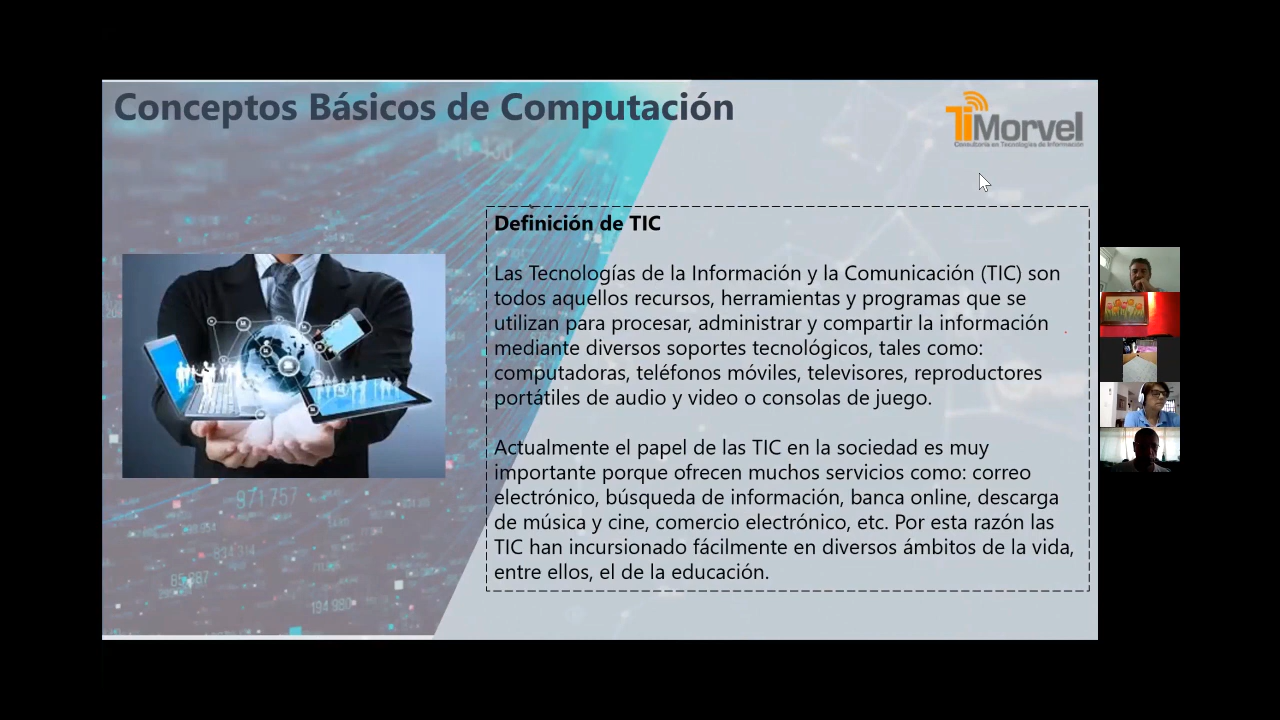 Conceptos Básicos de Computación
TiMorvel
Consultoría en Tecnologías de Información
Definición de TIC
Las Tecnologías de la Información y la Comunicación (TIC) son
todos aquellos recursos, herramientas y programas que se
utilizan para procesar, administrar y compartir la información
mediante diversos soportes tecnológicos, tales como:
computadoras, teléfonos móviles, televisores, reproductores
portátiles de audio y video o consolas de juego.
Actualmente el papel de las TIC en la sociedad es muy
importante porque ofrecen muchos servicios como: correo
electrónico, búsqueda de información, banca online, descarga
de música y cine, comercio electrónico, etc. Por esta razón las
TIC han incursionado fácilmente en diversos ámbitos de la vida,
entre ellos, el de la educación.
971 757
194 980